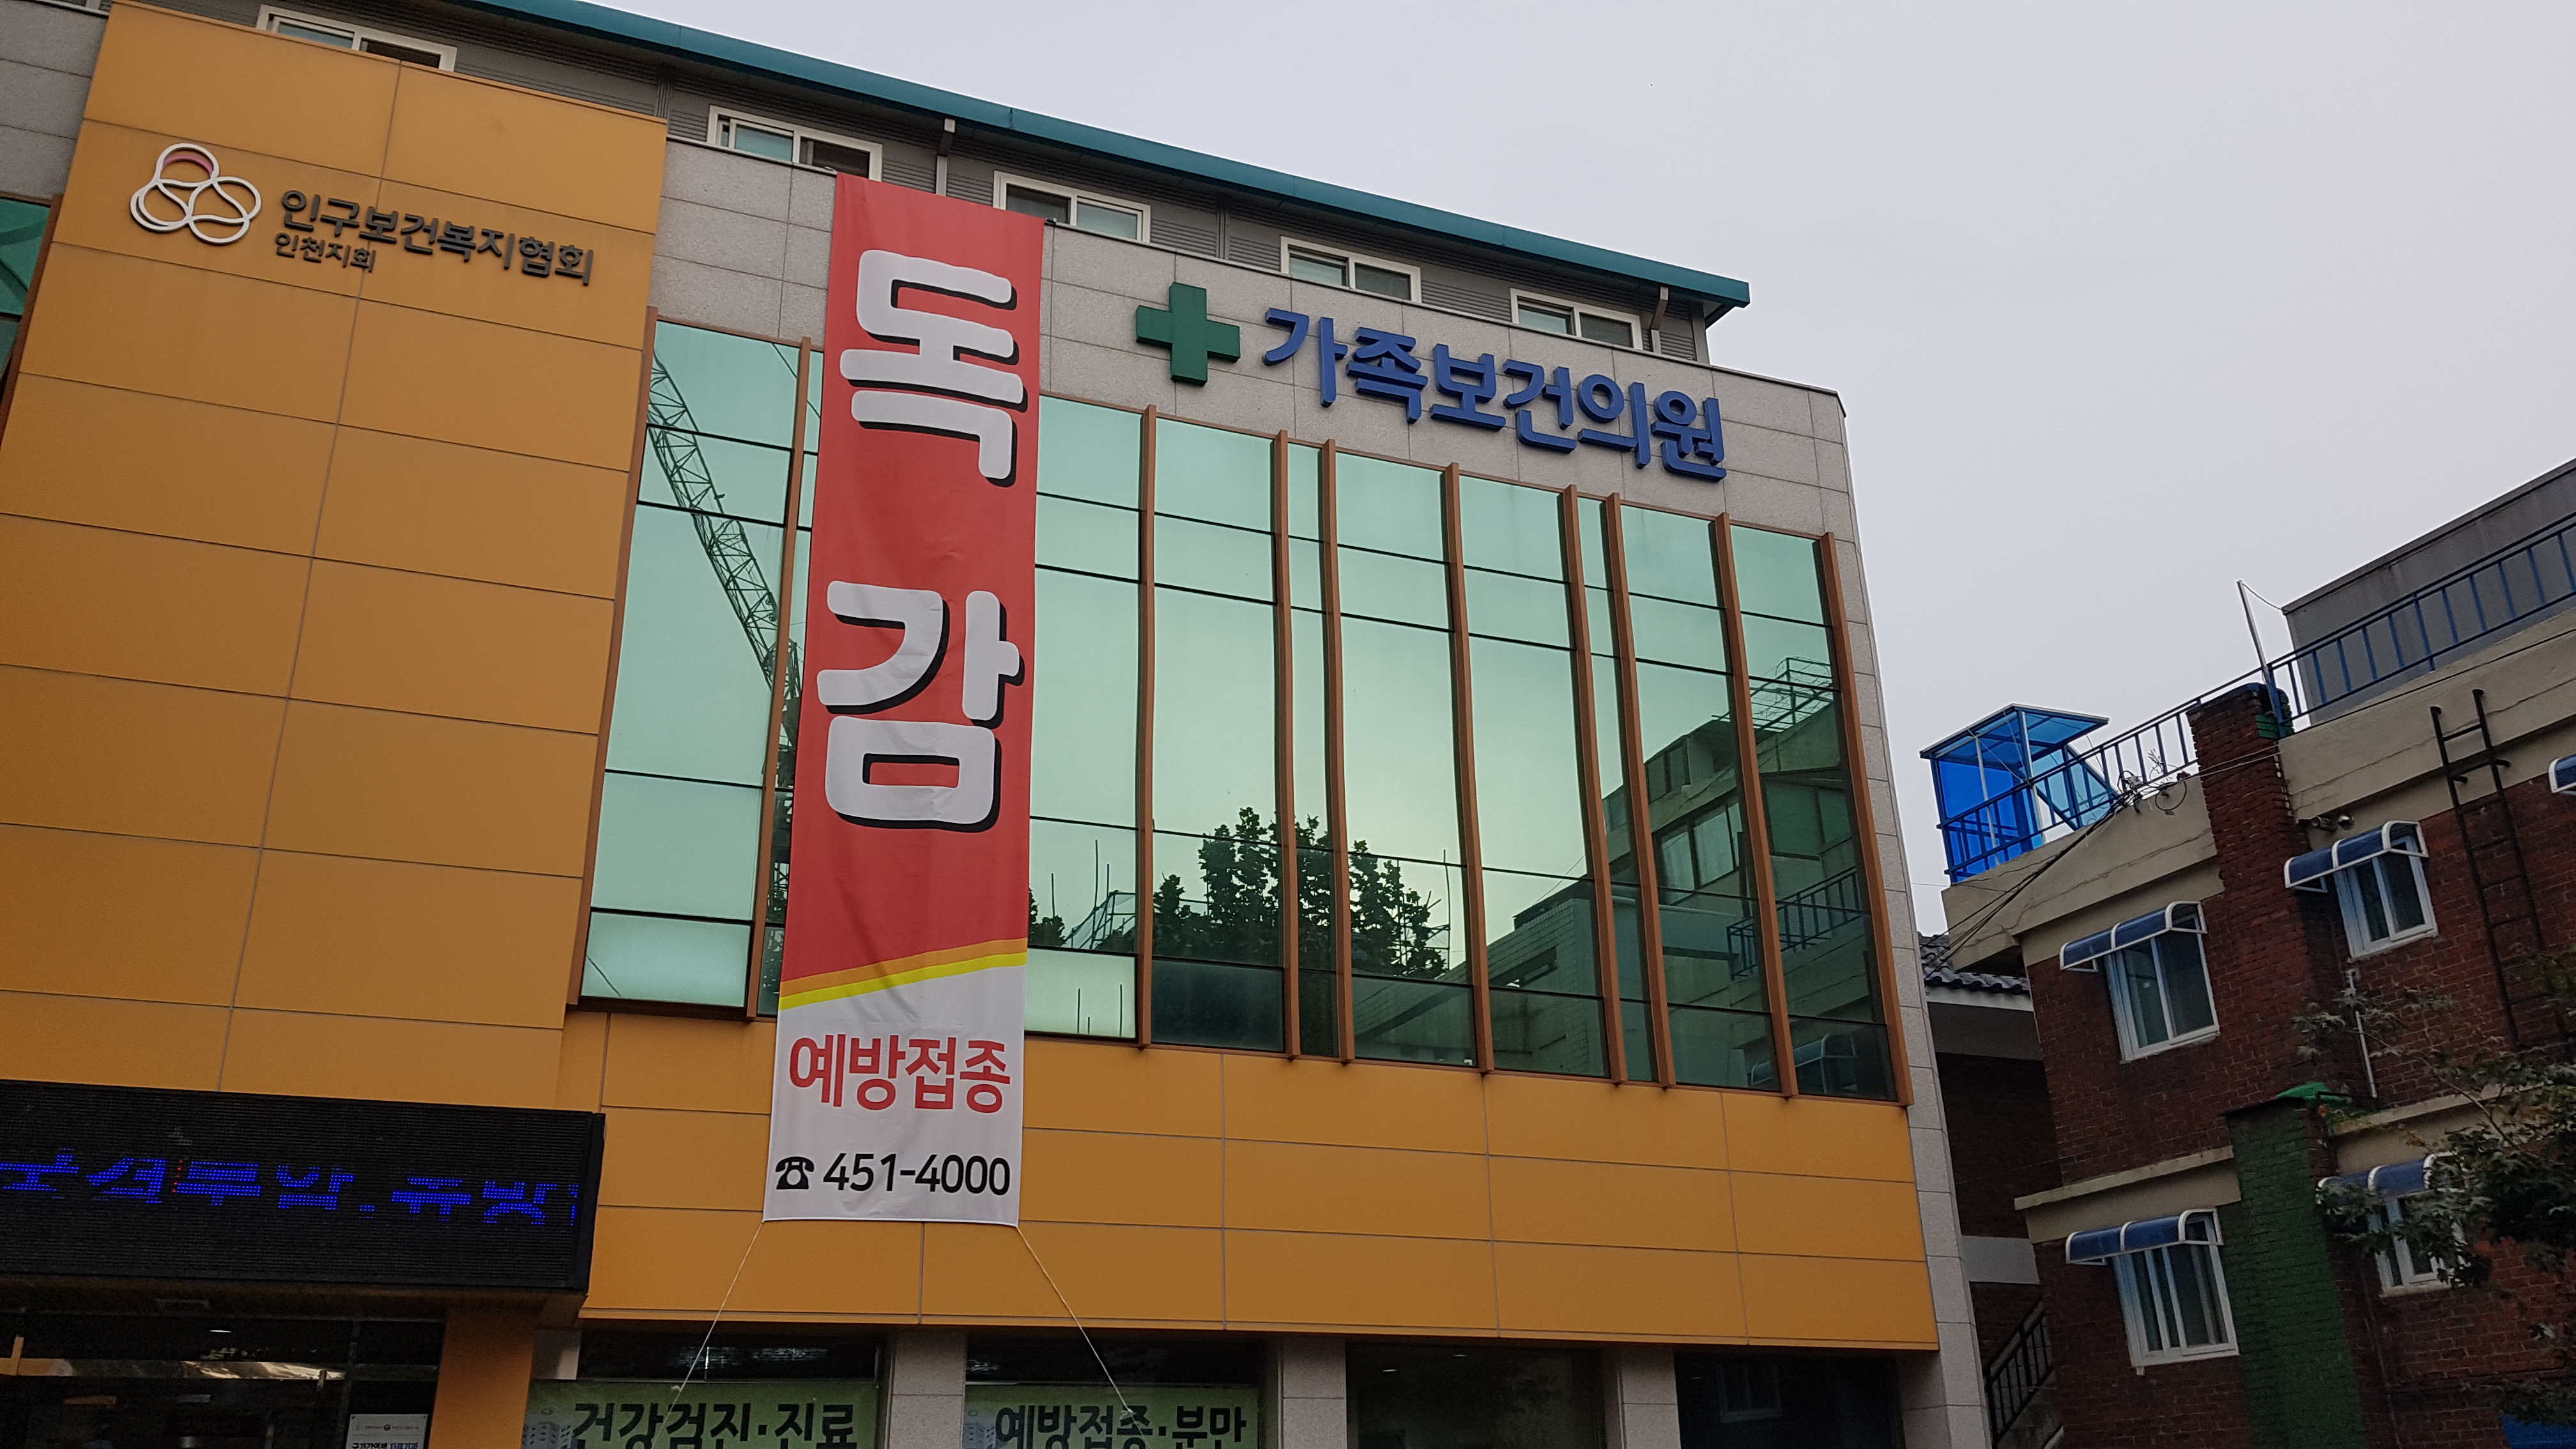 인구보건복지협회
인천지회
독
감
예방접종
☎ 451-4000
가족보건의원
건강검진·진료
예방접종·분만